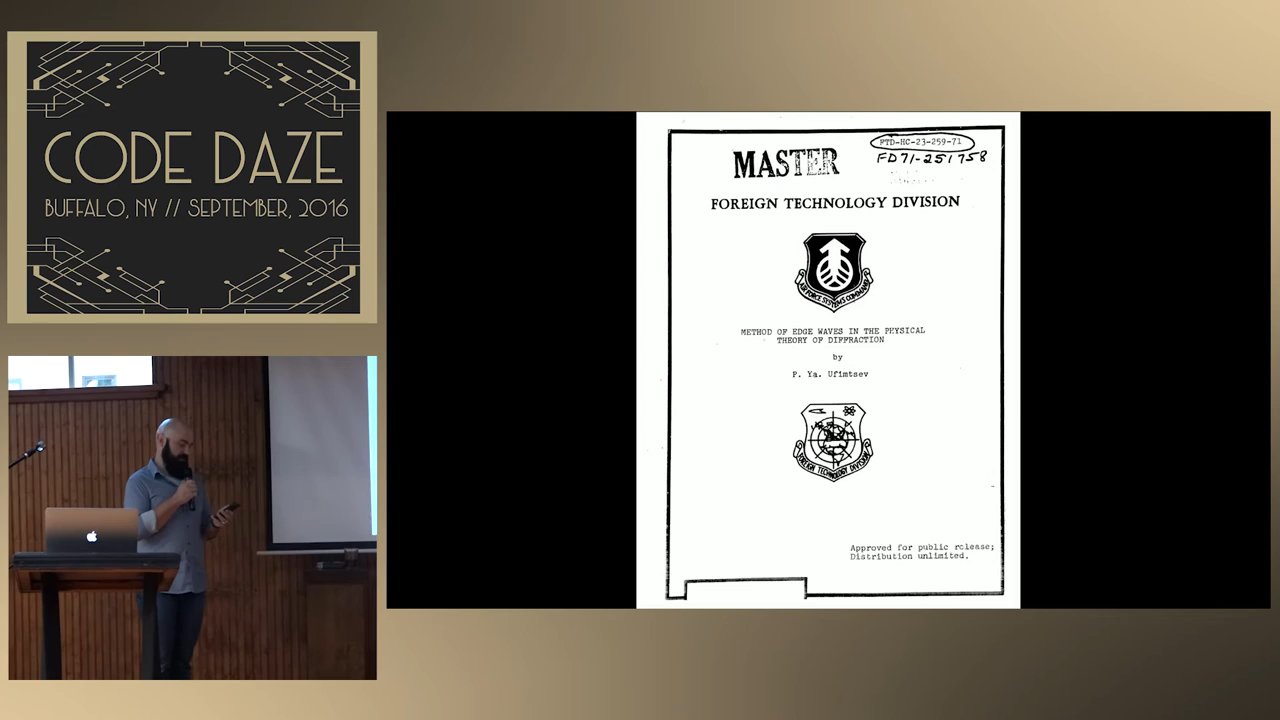 CODE DAZE
BUFFALO, NY // SEPTEMBER, 2016
MASTER
FTD-HC-23-259-71
FD71-251758
FOREIGN TECHNOLOGY DIVISION
AIR FORCE SYSTEMS COMMAND
METHOD OF EDGE WAVES IN THE PHYSICAL
THEORY OF DIFFRACTION
by
P. Ya. Ufimtsev
FOREIGN TECHNOLOGY DIVISION
Approved for public release;
Distribution unlimited.